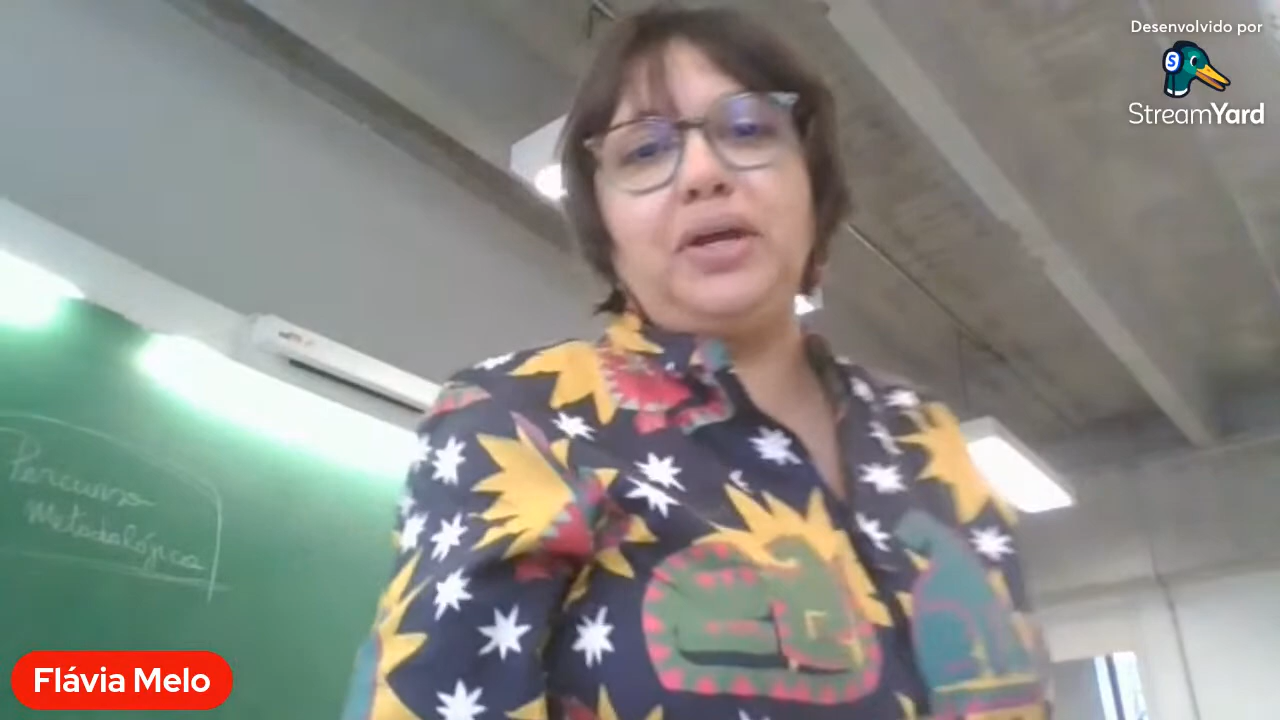 Desenvolvido por
StreamYard
Percurso
metodológico
Flávia Melo